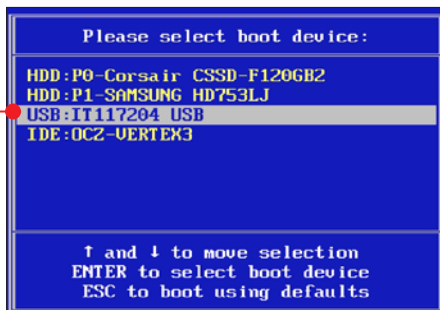 Please select boot device:
HDD:P0-Corsair CSSD-F120GB2
HDD:P1-SAMSUNG HD753LJ
USB:IT117204 USB
IDE:OCZ-VERTEX3
↑ and ↓ to move selection
ENTER to select boot device
ESC to boot using defaults